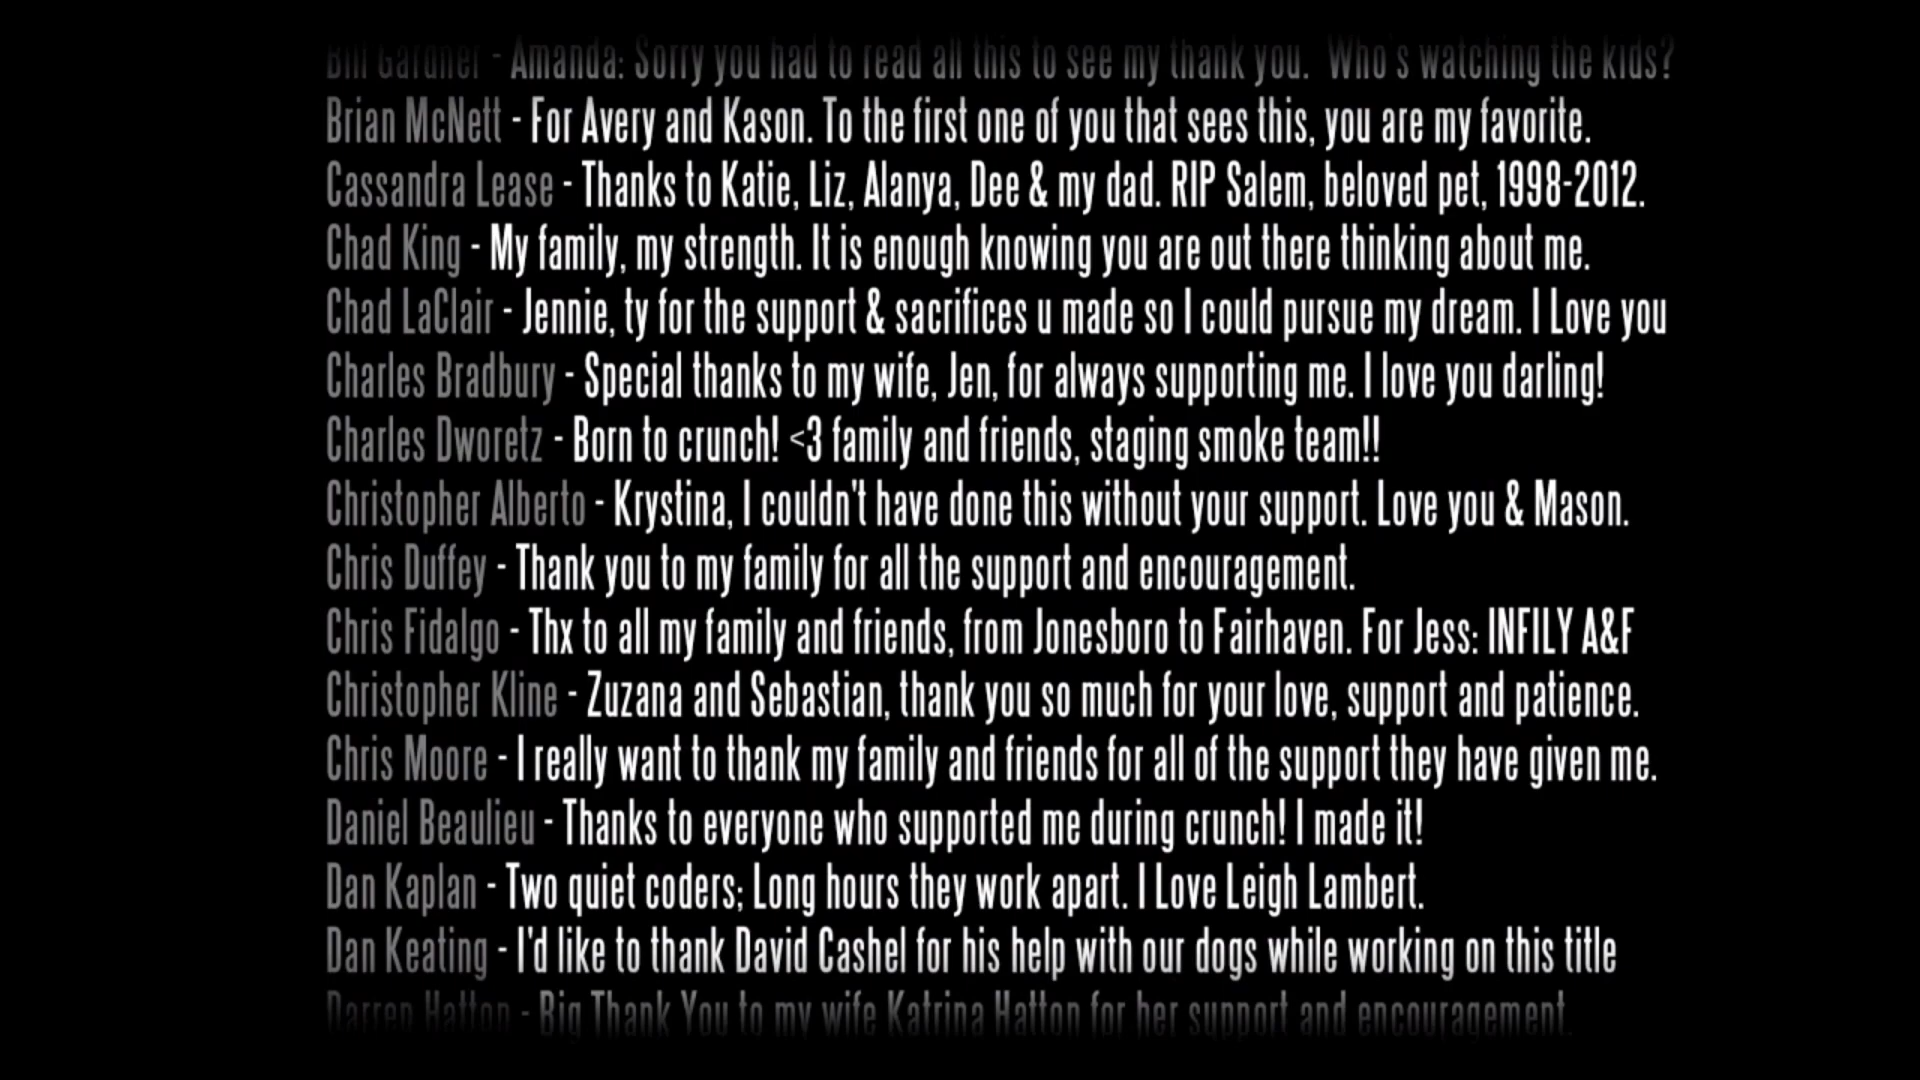 Bill Gardner - Amanda: Sorry you had to read all this to see my thank you.  Who's watching the kids?
Brian McNett - For Avery and Kason. To the first one of you that sees this, you are my favorite.
Cassandra Lease - Thanks to Katie, Liz, Alanya, Dee & my dad. RIP Salem, beloved pet, 1998-2012.
Chad King - My family, my strength. It is enough knowing you are out there thinking about me.
Chad LaClair - Jennie, ty for the support & sacrifices u made so I could pursue my dream. I Love you
Charles Bradbury - Special thanks to my wife, Jen, for always supporting me. I love you darling!
Charles Dworetz - Born to crunch! <3 family and friends, staging smoke team!!
Christopher Alberto - Krystina, I couldn't have done this without your support. Love you & Mason.
Chris Duffey - Thank you to my family for all the support and encouragement.
Chris Fidalgo - Thx to all my family and friends, from Jonesboro to Fairhaven. For Jess: INFILY A&F
Christopher Kline - Zuzana and Sebastian, thank you so much for your love, support and patience.
Chris Moore - I really want to thank my family and friends for all of the support they have given me.
Daniel Beaulieu - Thanks to everyone who supported me during crunch! I made it!
Dan Kaplan - Two quiet coders; Long hours they work apart. I Love Leigh Lambert.
Dan Keating - I'd like to thank David Cashel for his help with our dogs while working on this title
Darren Hatton - Big Thank You to my wife Katrina Hatton for her support and encouragement.